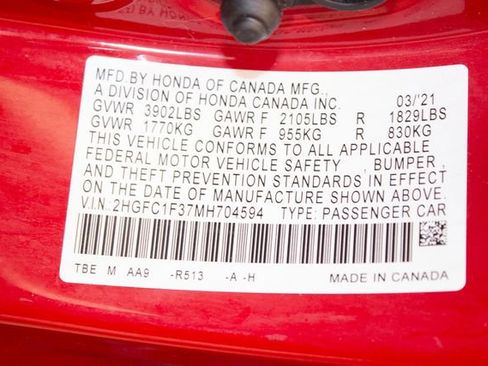 MFD.BY HONDA OF CANADA MFG.,
A DIVISION OF HONDA CANADA INC. 03/'21
GVWR 3902LBS GAWR F 2105LBS R 1829LBS
GVWR 1770KG GAWR F 955KG R 830KG
THIS VEHICLE CONFORMS TO ALL APPLICABLE
FEDERAL MOTOR VEHICLE SAFETY , BUMPER ,
AND THEFT PREVENTION STANDARDS IN EFFECT
ON THE DATE OF MANUFACTURE SHOWN ABOVE.
V.I.N.:2HGFC1F37MH704594 TYPE: PASSENGER CAR
TBE M AA9 -R513 -A -H MADE IN CANADA